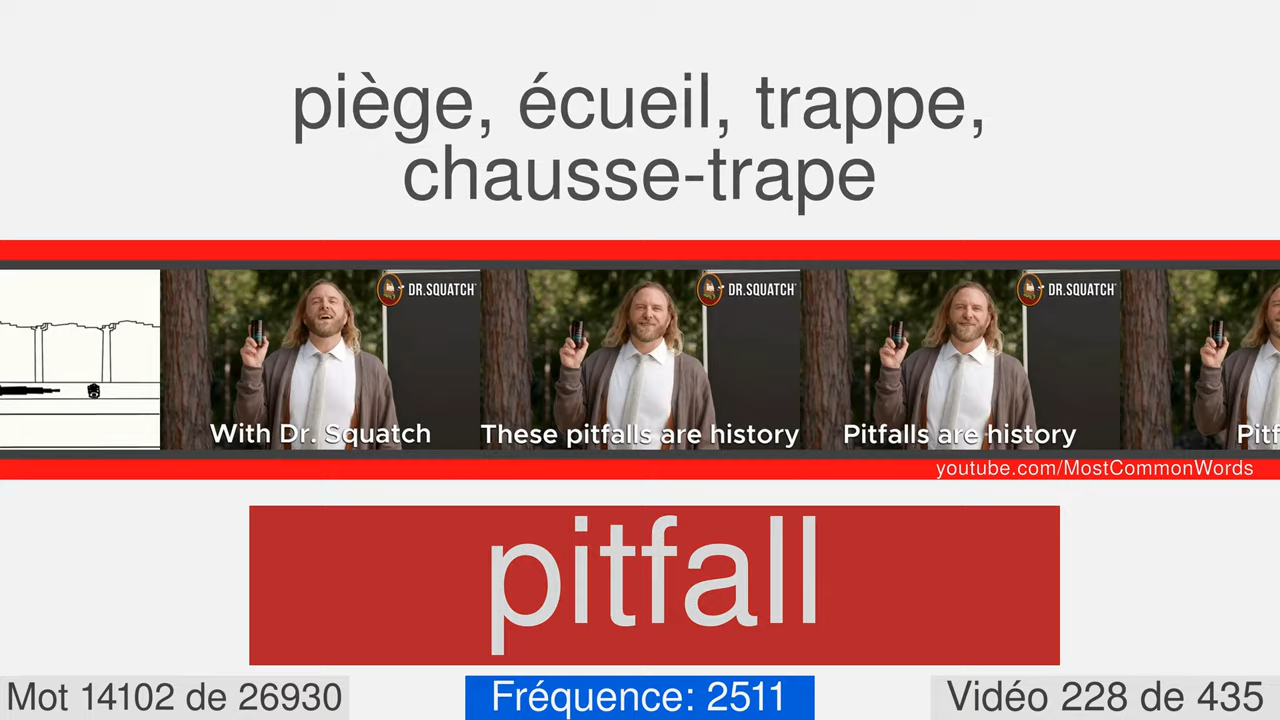 piège, écueil, trappe,
chausse-trape
DR.SQUATCH
DR.SQUATCH
DR.SQUATCH
With Dr. Squatch
These pitfalls are history
Pitfalls are history
Pitf
youtube.com/MostCommonWords
pitfall
Mot 14102 de 26930
Fréquence: 2511
Vidéo 228 de 435